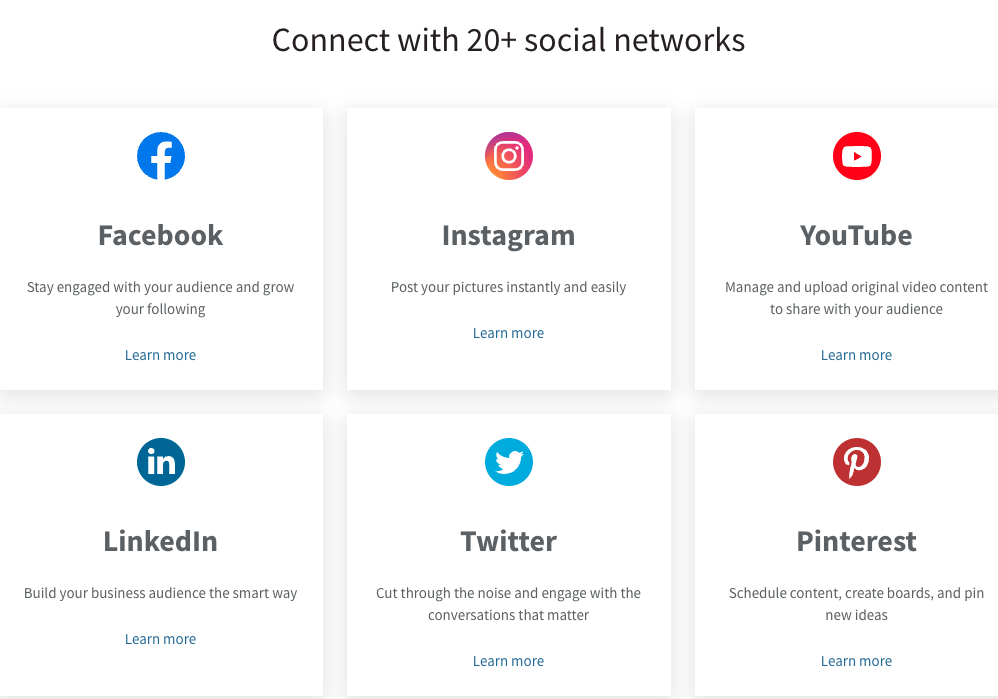 Connect with 20+ social networks
Facebook
Stay engaged with your audience and grow
your following
Learn more
Instagram
Post your pictures instantly and easily
Learn more
YouTube
Manage and upload original video content
to share with your audience
Learn more
in
LinkedIn
Build your business audience the smart way
Learn more
Twitter
Cut through the noise and engage with the
conversations that matter
Learn more
Pinterest
Schedule content, create boards, and pin
new ideas
Learn more